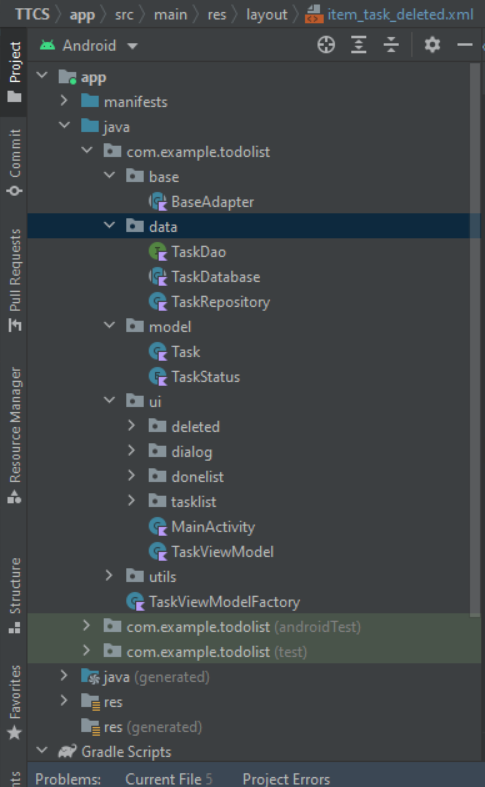 TTCS app src main res layout item_task_deleted.xml
Android
Project
app
manifests
java
com.example.todolist
base
BaseAdapter
data
TaskDao
TaskDatabase
TaskRepository
model
Task
TaskStatus
ui
deleted
dialog
donelist
tasklist
MainActivity
TaskViewModel
utils
TaskViewModelFactory
com.example.todolist (androidTest)
com.example.todolist (test)
java (generated)
res
res (generated)
Gradle Scripts
Commit
Pull Requests
Resource Manager
Structure
Favorites
Problems: Current File 5 Project Errors